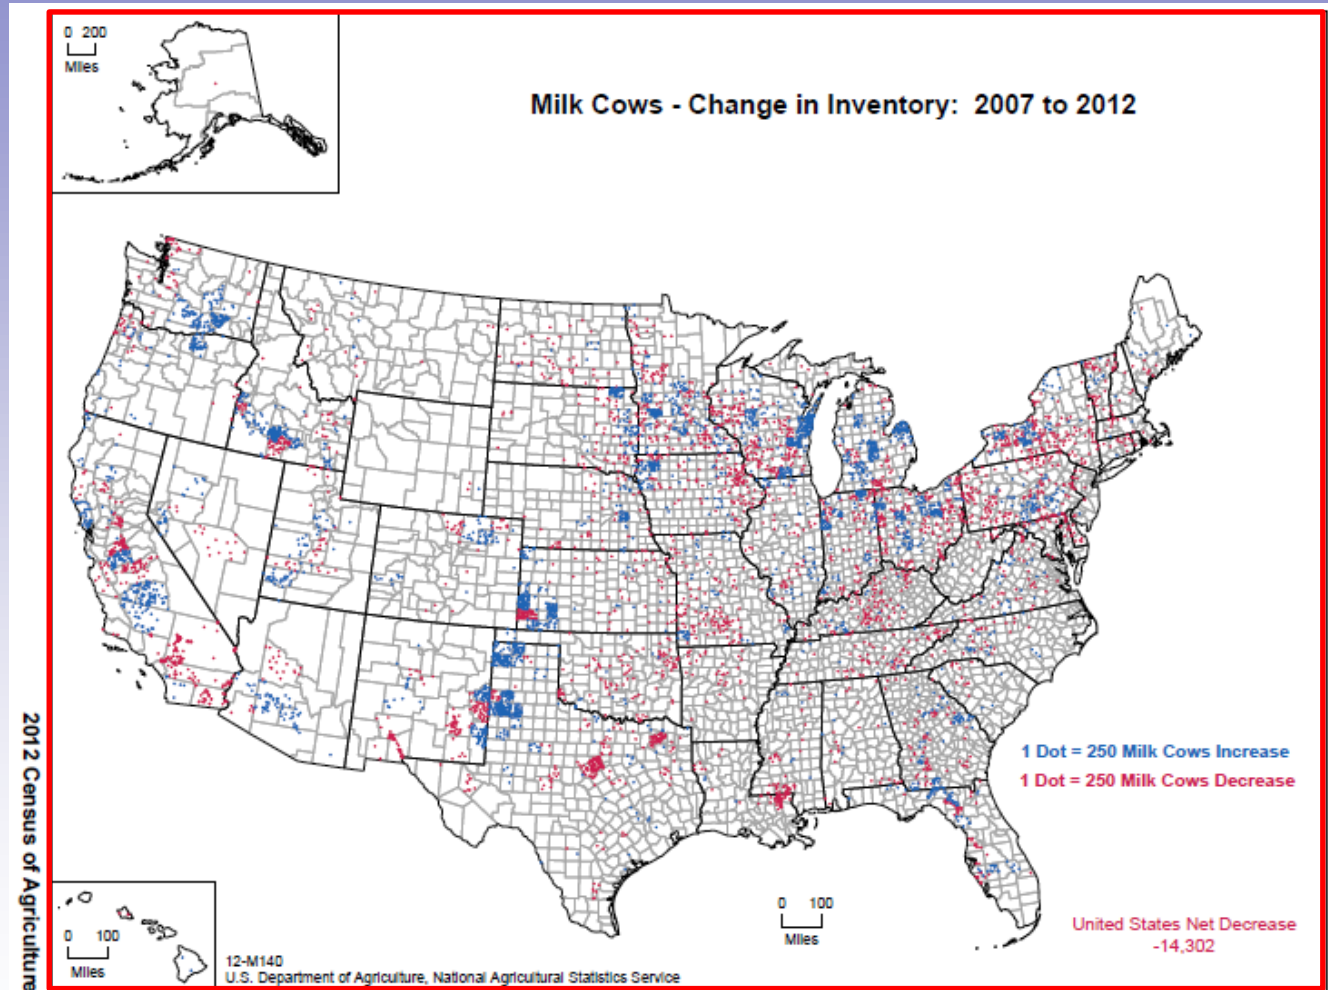 0 200
Miles
Milk Cows - Change in Inventory: 2007 to 2012
1 Dot = 250 Milk Cows Increase
1 Dot = 250 Milk Cows Decrease
United States Net Decrease
-14,302
0 100
Miles
0 100
Miles
12-M140
U.S. Department of Agriculture, National Agricultural Statistics Service
2012 Census of Agriculture